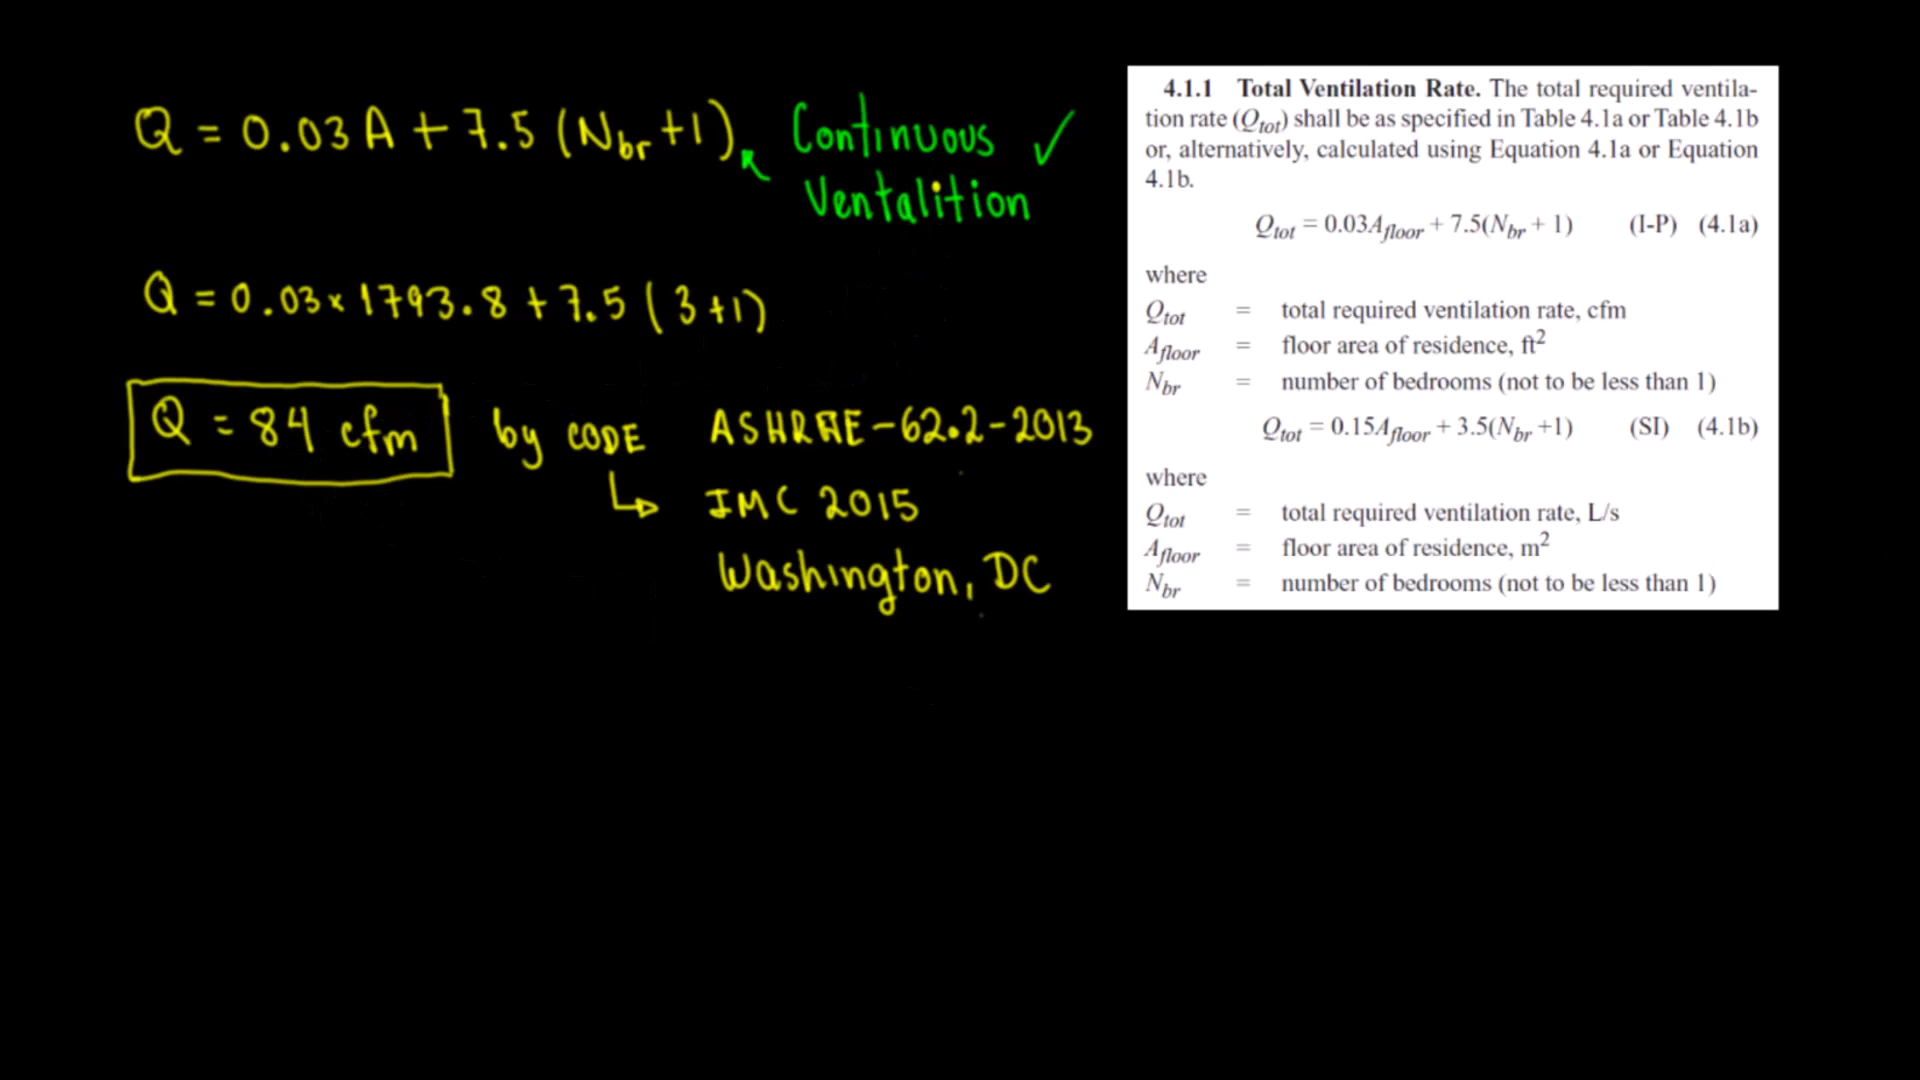 Q = 0.03 A + 7.5 (Nbr +1)
Continuous ✓
Ventalition
Q = 0.03 x 1793.8 + 7.5 (3+1)
Q = 84 cfm by CODE ASHRAE-62.2-2013
IMC 2015
Washington, DC
4.1.1 Total Ventilation Rate. The total required ventila-
tion rate (Qtot) shall be as specified in Table 4.1a or Table 4.1b
or, alternatively, calculated using Equation 4.1a or Equation
4.1b.
Qtot = 0.03Afloor + 7.5(Nbr + 1) (I-P) (4.1a)
where
Qtot = total required ventilation rate, cfm
Afloor = floor area of residence, ft²
Nbr = number of bedrooms (not to be less than 1)
Qtot = 0.15Afloor + 3.5(Nbr +1) (SI) (4.1b)
where
Qtot = total required ventilation rate, L/s
Afloor = floor area of residence, m²
Nbr = number of bedrooms (not to be less than 1)